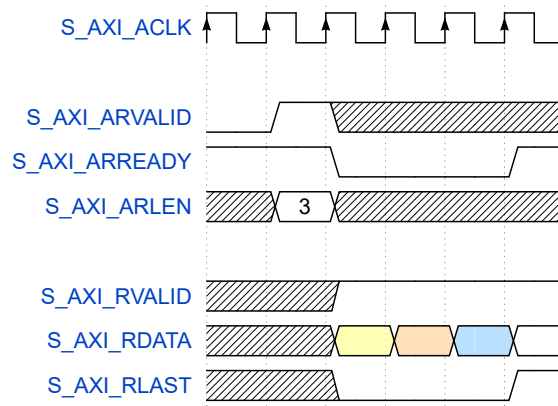 S_AXI_ACLK
S_AXI_ARVALID
S_AXI_ARREADY
S_AXI_ARLEN 3
S_AXI_RVALID
S_AXI_RDATA
S_AXI_RLAST